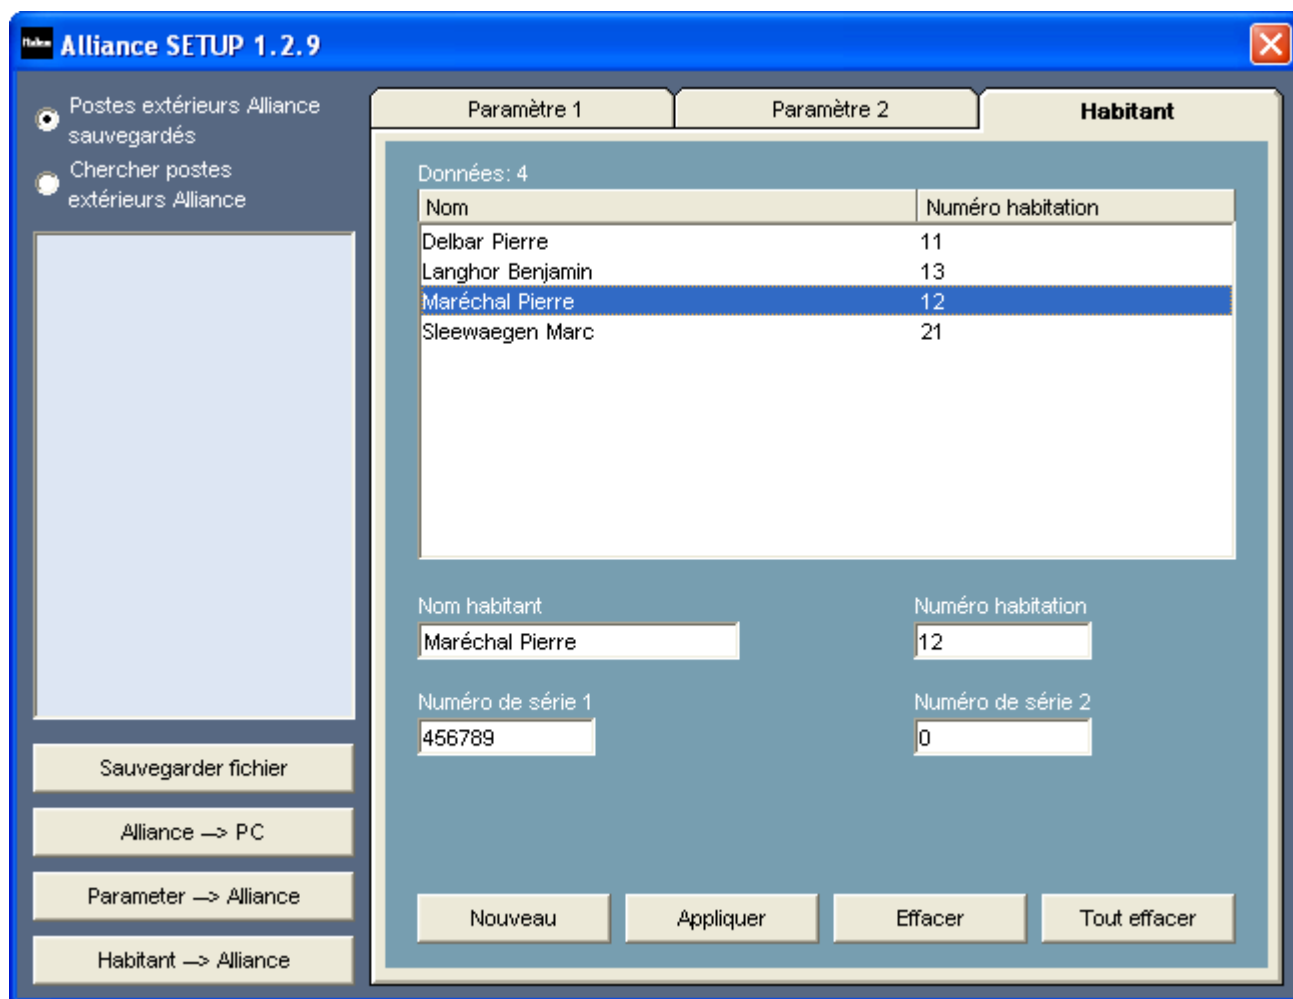 Alliance SETUP 1.2.9
Postes extérieurs Alliance
sauvegardés
Chercher postes
extérieurs Alliance
Sauvegarder fichier
Alliance —> PC
Parameter —> Alliance
Habitant —> Alliance
Paramètre 1 Paramètre 2 Habitant
Données: 4
Nom Numéro habitation
Delbar Pierre 11
Langhor Benjamin 13
Maréchal Pierre 12
Sleewaegen Marc 21
Nom habitant Numéro habitation
Maréchal Pierre 12
Numéro de série 1 Numéro de série 2
456789 0
Nouveau Appliquer Effacer Tout effacer